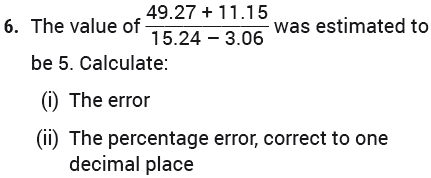 6. The value of \frac{49.27 + 11.15}{15.24 − 3.06} was estimated to
be 5. Calculate:
(i) The error
(ii) The percentage error, correct to one
decimal place